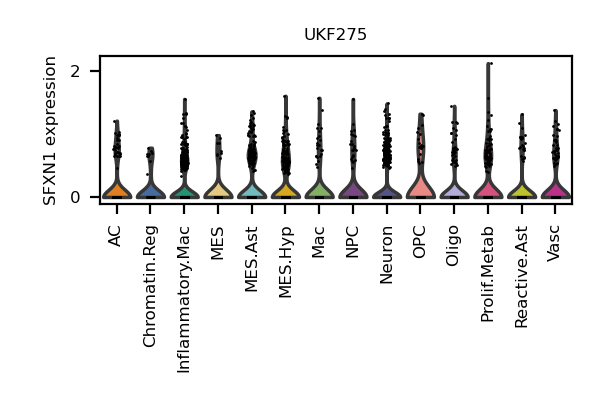 UKF275
SFXN1 expression
2
0
AC
Chromatin.Reg
Inflammatory.Mac
MES
MES.Ast
MES.Hyp
Mac
NPC
Neuron
OPC
Oligo
Prolif.Metab
Reactive.Ast
Vasc